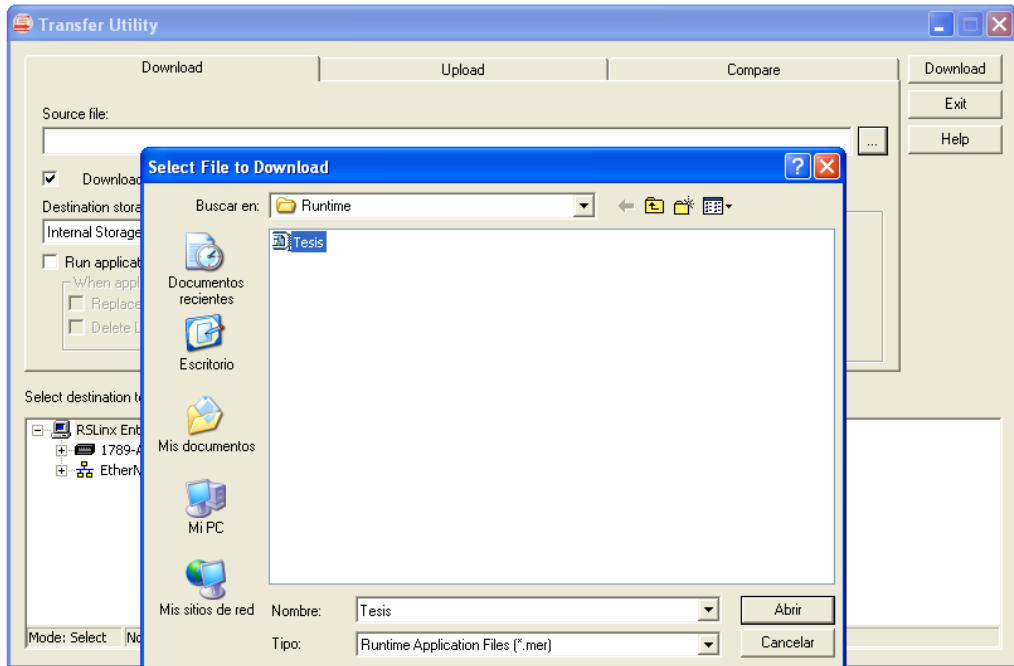 Transfer Utility
Download
Upload
Compare
Download
Exit
Help
Source file:
...
Download
Destination stora
Internal Storage
Run applicat
When appl
Replace
Delete L
Select destination t
RSLinx Ent
1789-A
EtherN
Mode: Select
No
Select File to Download
Buscar en:
Runtime
Tesis
Documentos
recientes
Escritorio
Mis documentos
Mi PC
Mis sitios de red
Nombre:
Tesis
Abrir
Tipo:
Runtime Application Files (*.mer)
Cancelar